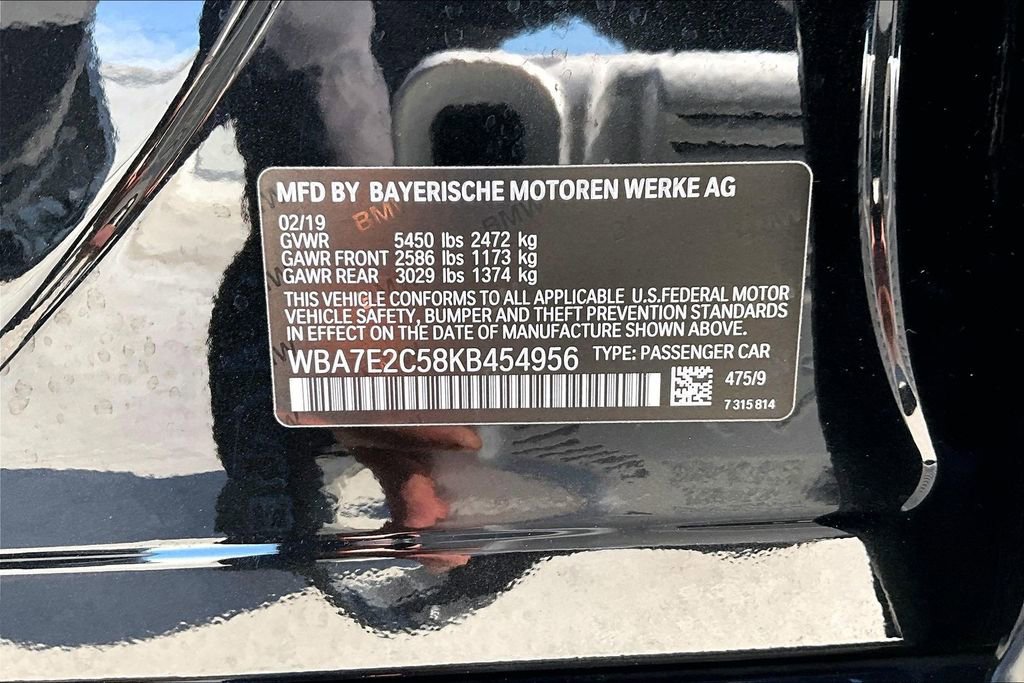 MFD BY BAYERISCHE MOTOREN WERKE AG
02/19
GVWR 5450 lbs 2472 kg
GAWR FRONT 2586 lbs 1173 kg
GAWR REAR 3029 lbs 1374 kg
THIS VEHICLE CONFORMS TO ALL APPLICABLE U.S.FEDERAL MOTOR
VEHICLE SAFETY, BUMPER AND THEFT PREVENTION STANDARDS
IN EFFECT ON THE DATE OF MANUFACTURE SHOWN ABOVE.
WBA7E2C58KB454956 TYPE: PASSENGER CAR
475/9
7 315 814